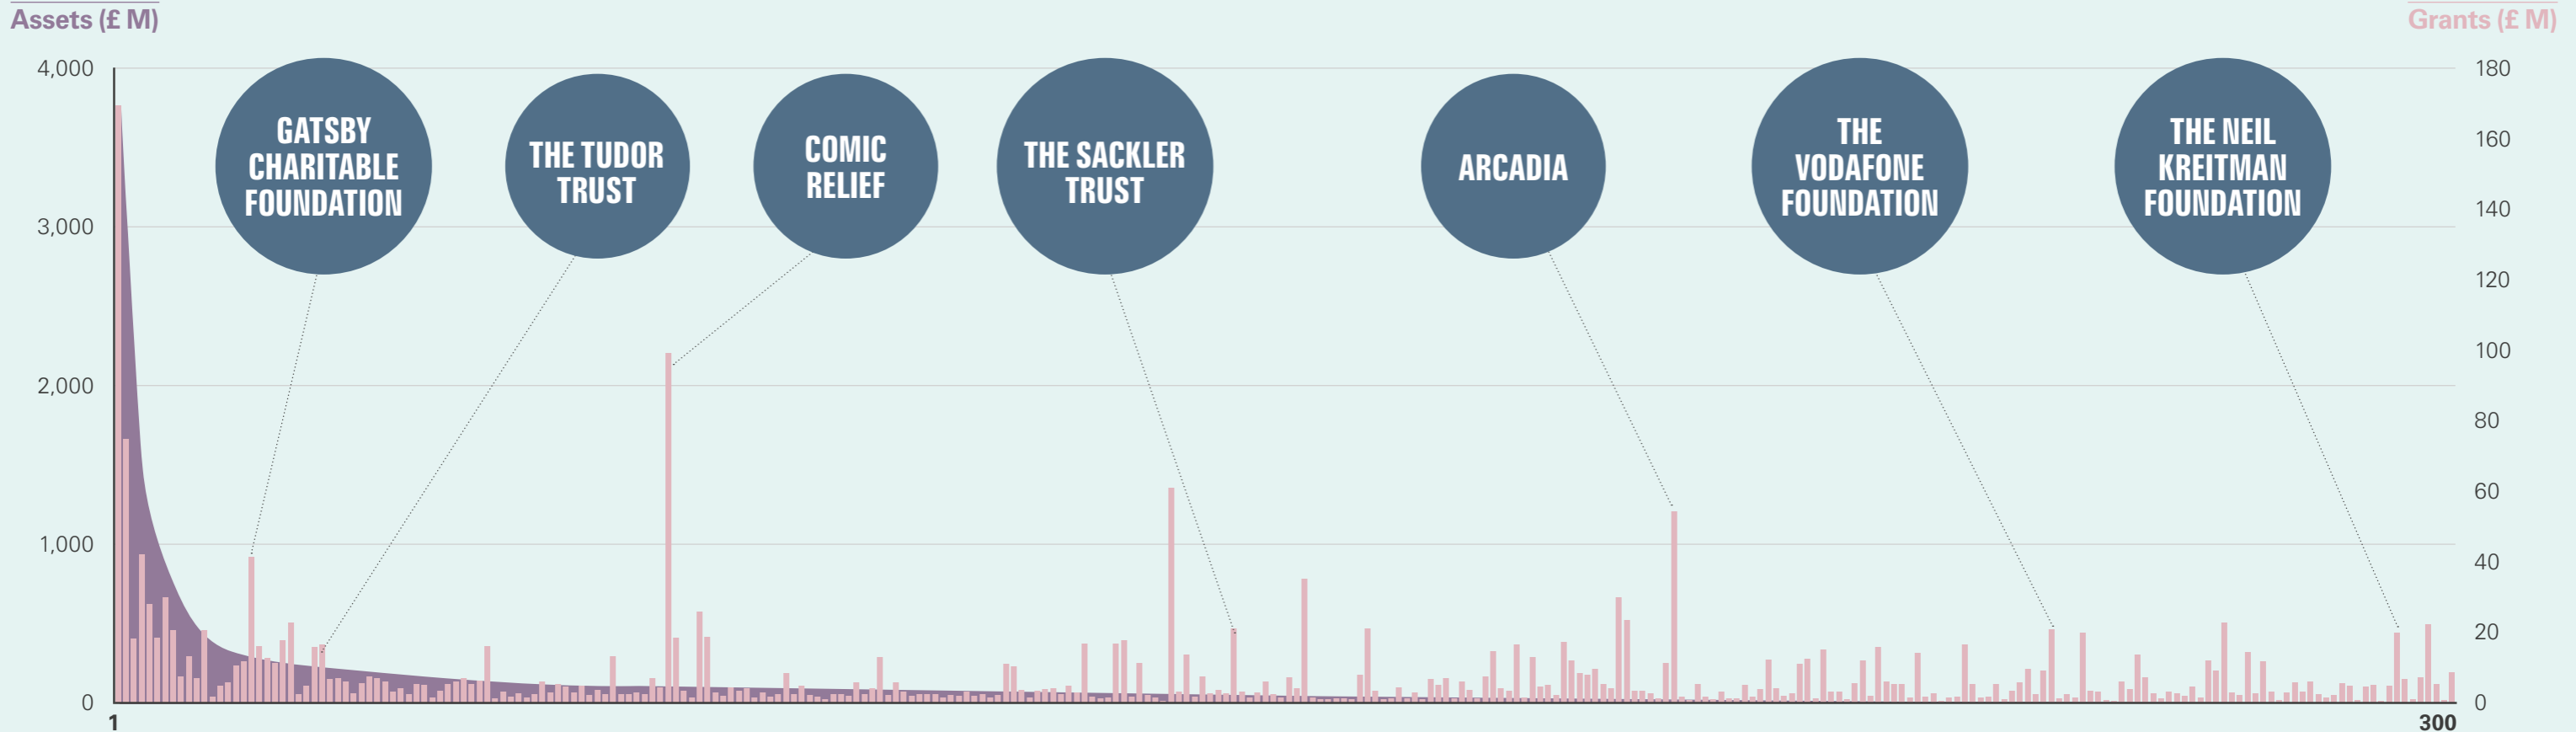 Assets (£ M)
Grants (£ M)
4,000
3,000
2,000
1,000
0
GATSBY
CHARITABLE
FOUNDATION
THE TUDOR
TRUST
COMIC
RELIEF
THE SACKLER
TRUST
ARCADIA
THE
VODAFONE
FOUNDATION
THE NEIL
KREITMAN
FOUNDATION
180
160
140
120
100
80
60
40
20
0
1
300